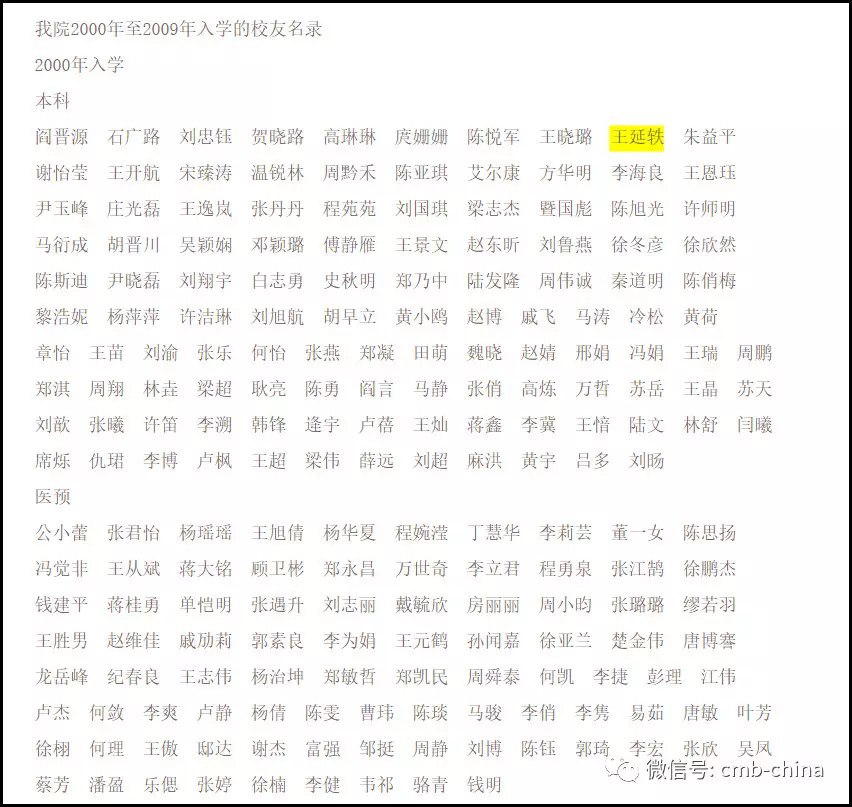 我院2000年至2009年入学的校友名录
2000年入学
本科
阎晋源 石广路 刘忠钰 贺晓路 高琳琳 庹姗姗 陈悦军 王晓璐 王延轶 朱益平
谢怡莹 王开航 宋臻涛 温锐林 周黔禾 陈亚琪 艾尔康 方华明 李海良 王恩珏
尹玉峰 庄光磊 王逸岚 张丹丹 程苑苑 刘国琪 梁志杰 暨国彪 陈旭光 许师明
马衍成 胡晋川 吴颖娴 邓颖璐 傅静雁 王景文 赵东昕 刘鲁燕 徐冬彦 徐欣然
陈斯迪 尹晓磊 刘翔宇 白志勇 史秋明 郑乃中 陆发隆 周伟诚 秦道明 陈俏梅
黎浩妮 杨萍萍 许洁琳 刘旭航 胡早立 黄小鸥 赵博 戚飞 马涛 冷松 黄荷
章怡 王苗 刘渝 张乐 何怡 张燕 郑凝 田萌 魏晓 赵婧 邢娟 冯娟 王瑞 周鹏
郑淇 周翔 林垚 梁超 耿亮 陈勇 阎言 马静 张俏 高炼 万哲 苏岳 王晶 苏天
刘歆 张曦 许笛 李溯 韩锋 逄宇 卢蓓 王灿 蒋鑫 李冀 王愔 陆文 林舒 闫曦
席烁 仇珺 李博 卢枫 王超 梁伟 薛远 刘超 麻洪 黄宇 吕多 刘旸
医预
公小蕾 张君怡 杨瑶瑶 王旭倩 杨华夏 程婉滢 丁慧华 李莉芸 董一女 陈思扬
冯觉非 王从斌 蒋大铭 顾卫彬 郑永昌 万世奇 李立君 程勇泉 张江鹄 徐鹏杰
钱建平 蒋桂勇 单恺明 张遇升 刘志丽 戴毓欣 房丽丽 周小昀 张璐璐 缪若羽
王胜男 赵维佳 戚劢莉 郭素良 李为娟 王元鹤 孙闻嘉 徐亚兰 楚金伟 唐博謇
龙岳峰 纪春良 王志伟 杨治坤 郑敏哲 郑凯民 周舜泰 何凯 李捷 彭理 江伟
卢杰 何敛 李爽 卢静 杨倩 陈雯 曹玮 陈琰 马骏 李俏 李隽 易茹 唐敏 叶芳
徐栩 何理 王傲 邸达 谢杰 富强 邹挺 周静 刘博 陈钰 郭琦 李宏 张欣 吴凤
蔡芳 潘盈 乐偲 张婷 徐楠 李健 韦祁 骆青 钱明
微信号: cmb-china